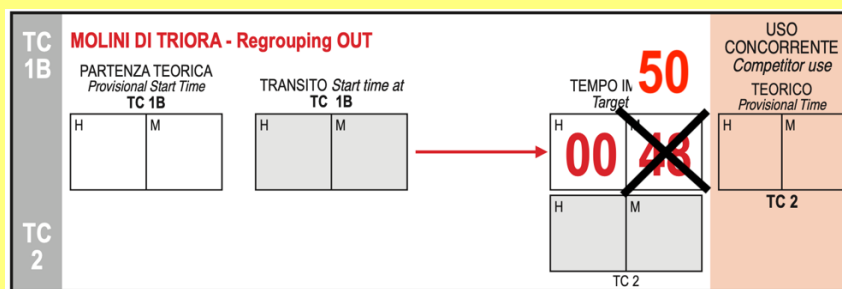 TC 1B
MOLINI DI TRIORA - Regrouping OUT
PARTENZA TEORICA
Provisional Start Time
TC 1B
H M
TRANSITO Start time at
TC 1B
H M
50
TEMPO IM
Target
H
00 48
USO
CONCORRENTE
Competitor use
TEORICO
Provisional Time
H M
TC 2
TC
2
H M
TC 2